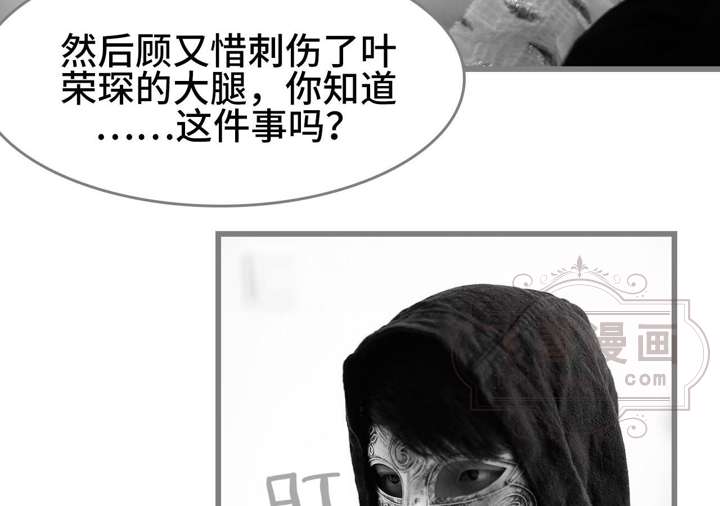 然后顾又惜刺伤了叶
荣琛的大腿，你知道
……这件事吗？
漫画
com
盯